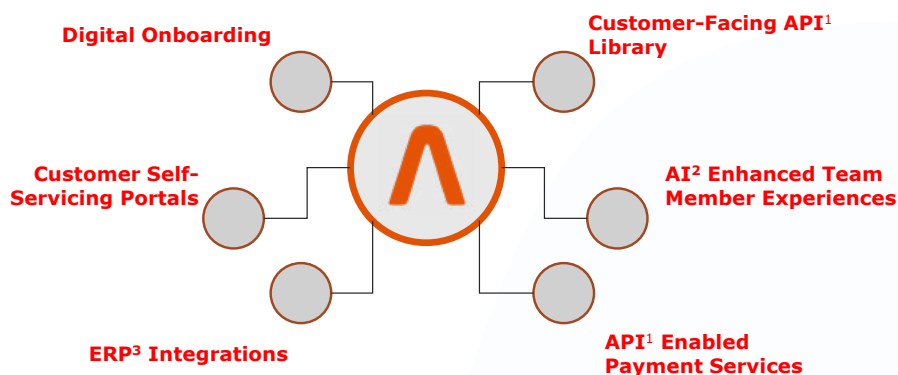 Digital Onboarding
Customer-Facing API¹
Library
Customer Self-
Servicing Portals
AI² Enhanced Team
Member Experiences
ERP³ Integrations
API¹ Enabled
Payment Services